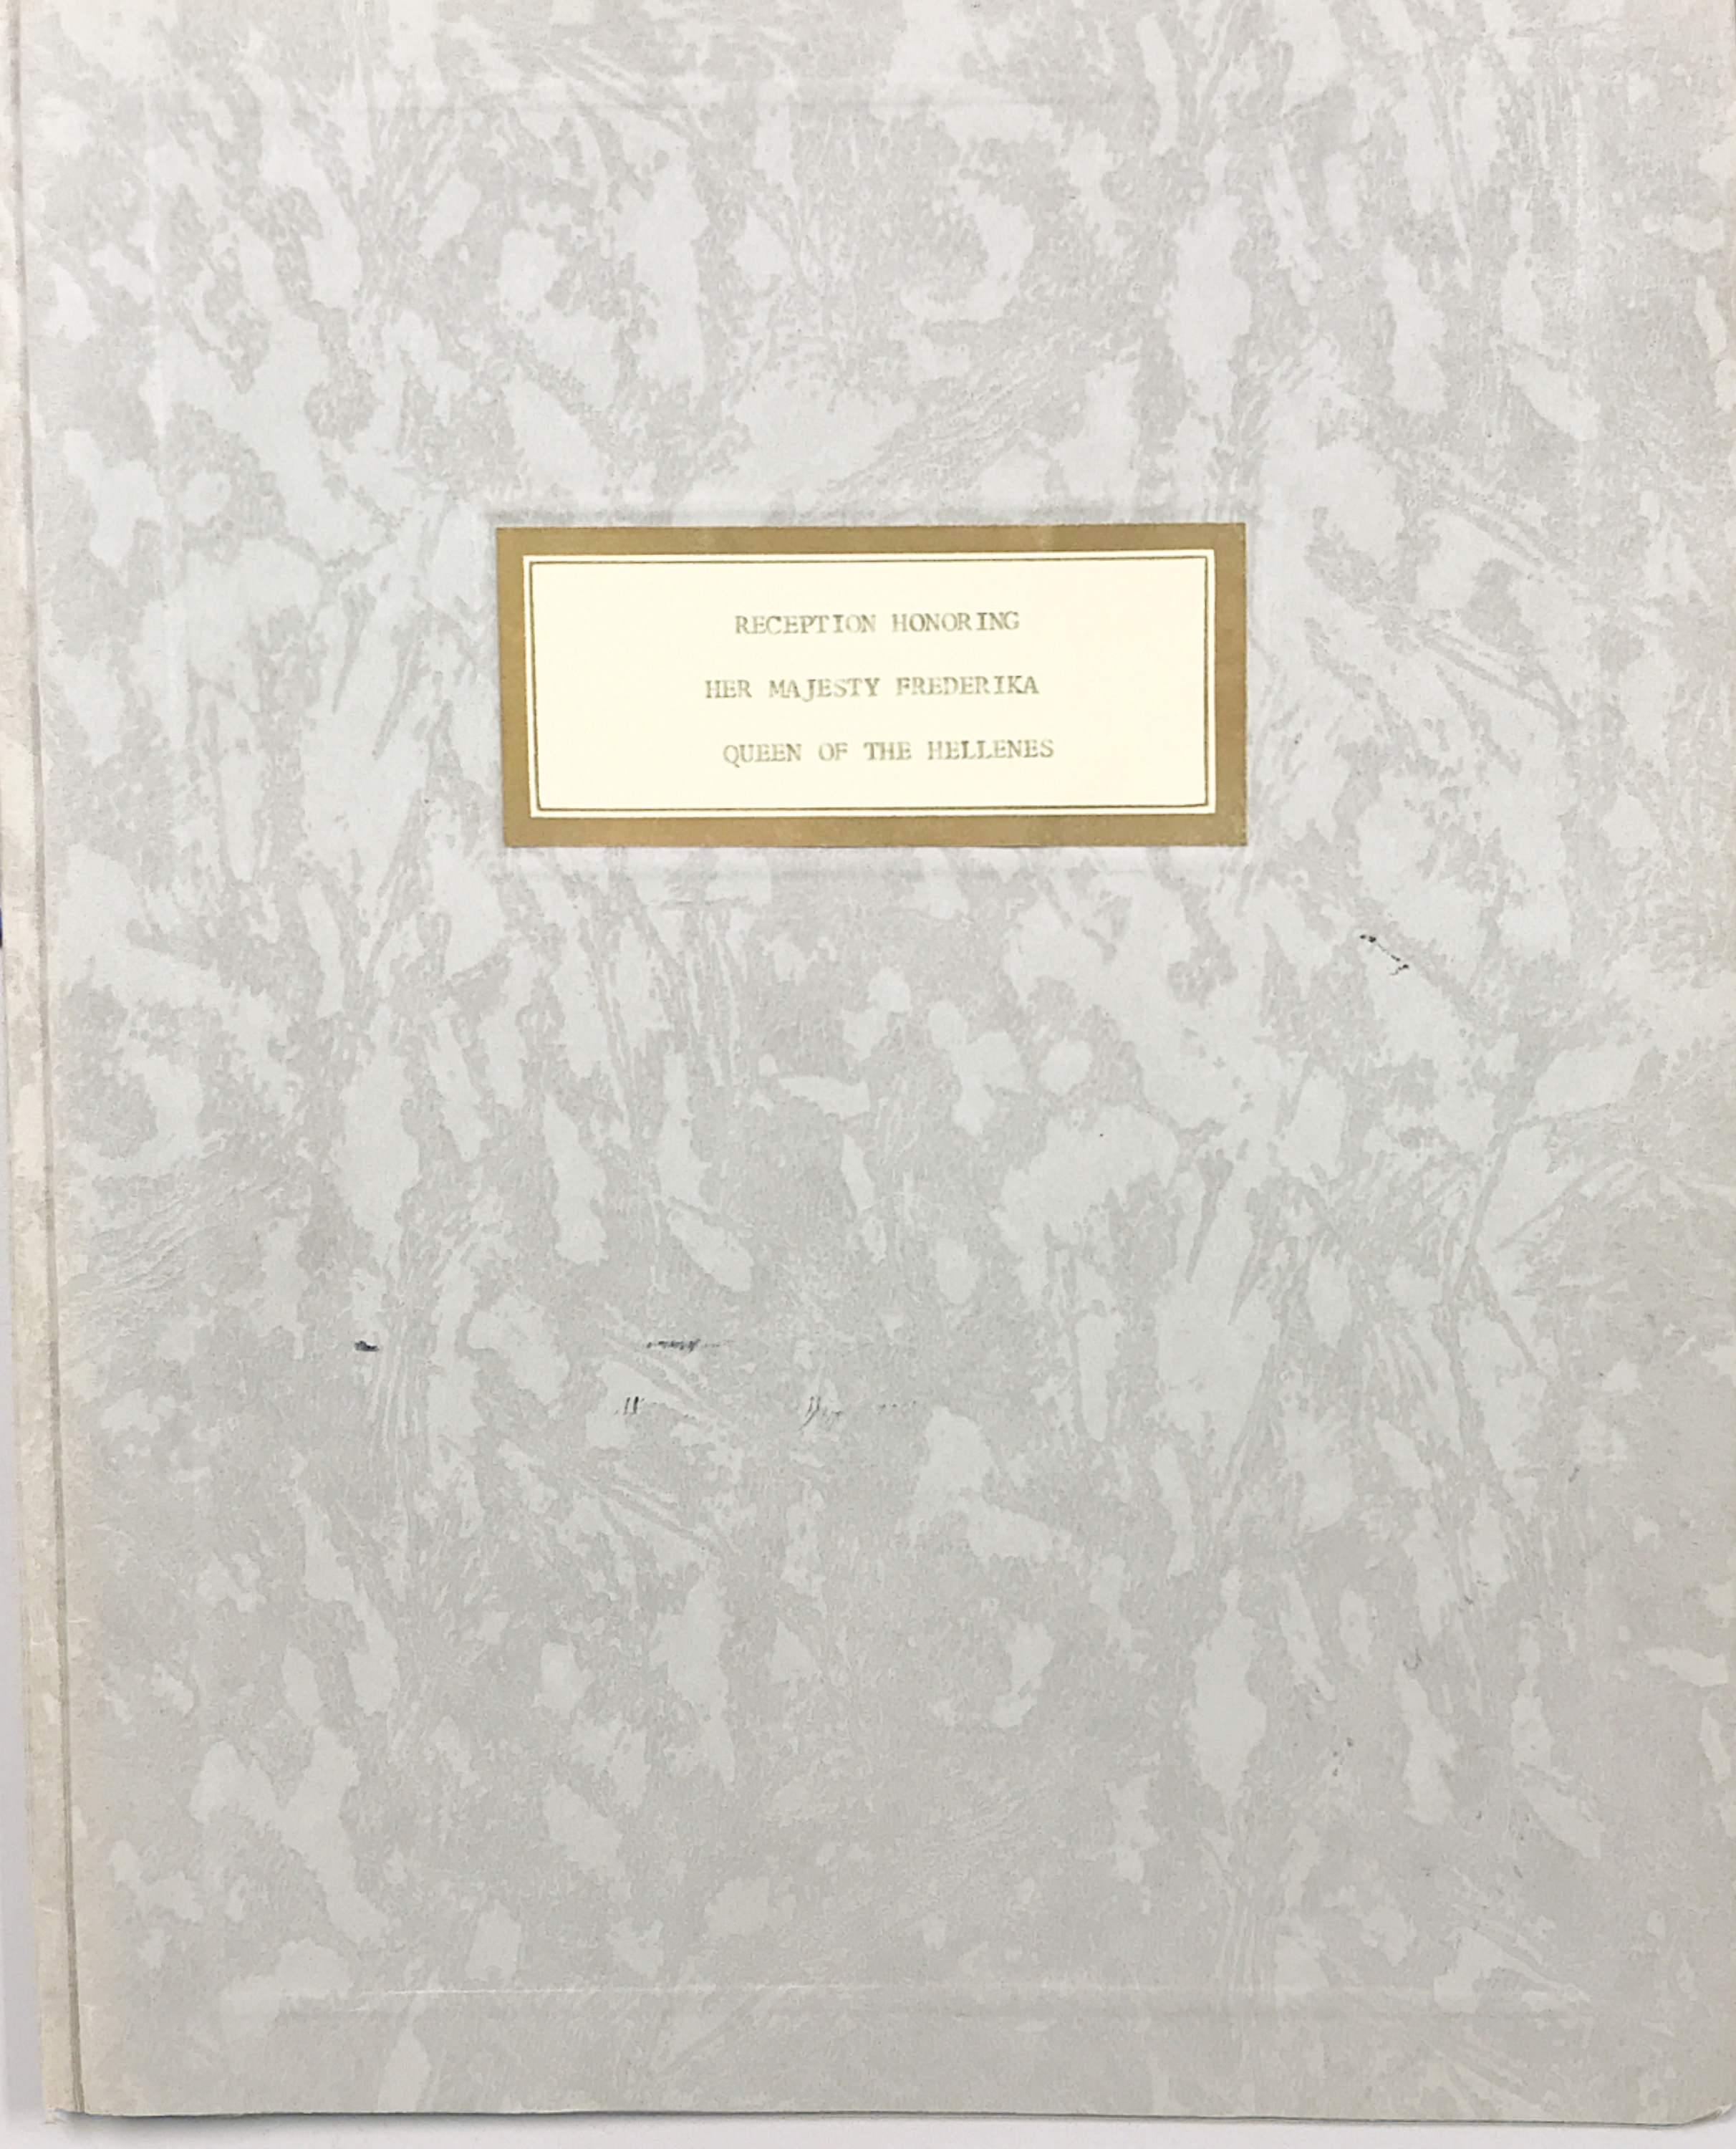 RECEPTION HONORING
HER MAJESTY FREDERIKA
QUEEN OF THE HELLENES